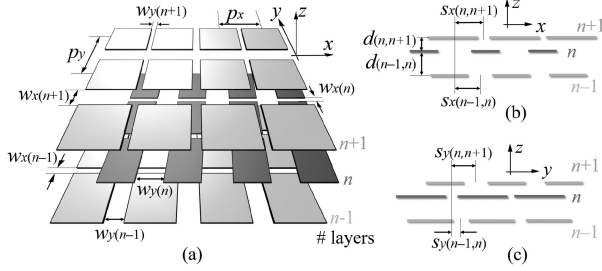 wy(n+1)
px
y
z
x
py
wx(n+1)
wx(n)
n+1
wx(n−1)
wy(n)
n
wy(n−1)
n-1
# layers
(a)
sx(n,n+1)
z
x
d(n,n+1)
n+1
n
d(n−1,n)
n−1
sx(n−1,n)
(b)
sy(n,n+1)
z
y
n+1
n
n−1
sy(n−1,n)
(c)